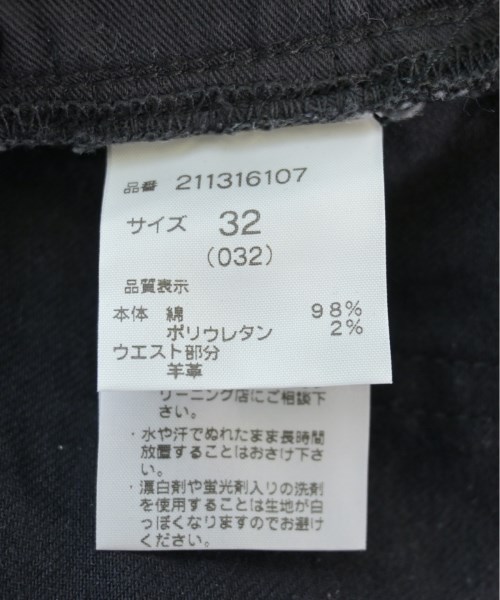 品番 211316107
サイズ 32
(032)
品質表示
本体 綿 98%
ポリウレタン 2%
ウエスト部分
羊革
リーニング店にご相談下
さい。
・水や汗でぬれたまま長時間
放置することはおさけ下さ
い。
・漂白剤や蛍光剤入りの洗剤
を使用することは生地が白
っぽくなりますのでお避け
ください。